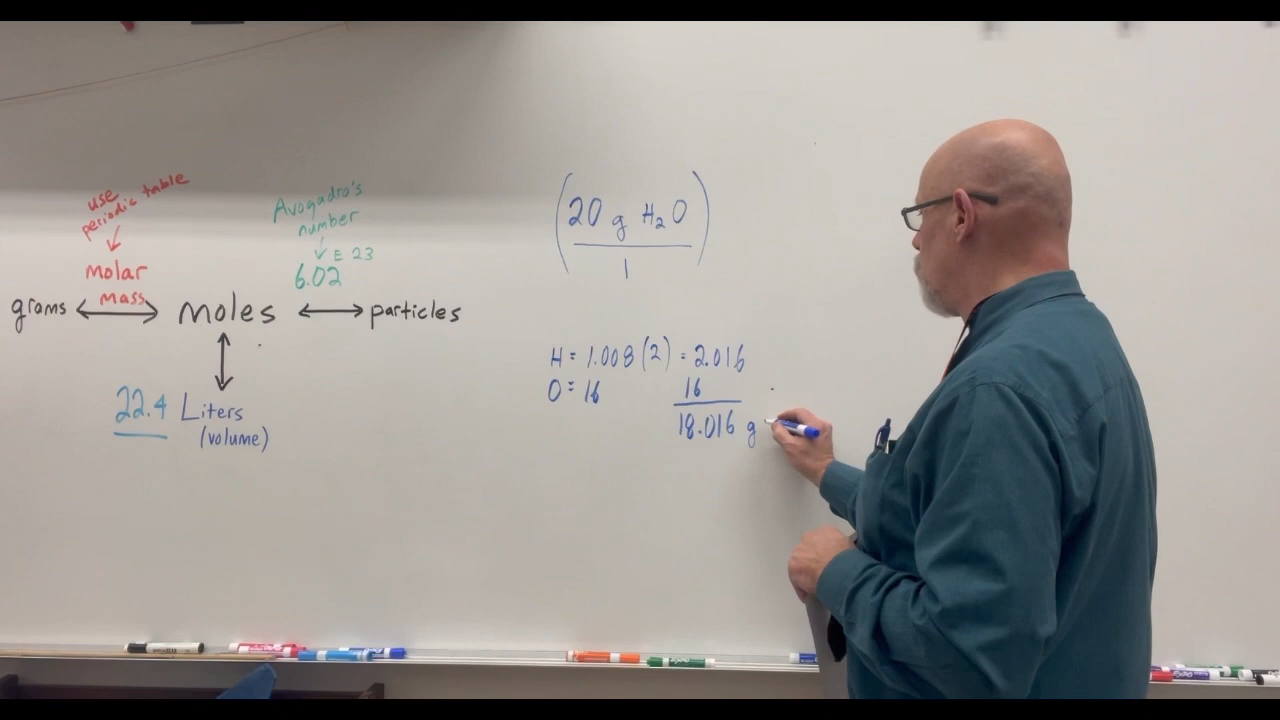 use
periodic table
Molar
mass
Avogadro's
number
E 23
6.02
grams moles particles
22.4 Liters
(volume)
20 g H₂O
1
H = 1.008 (2) = 2.016
O = 16 16
18.016 g